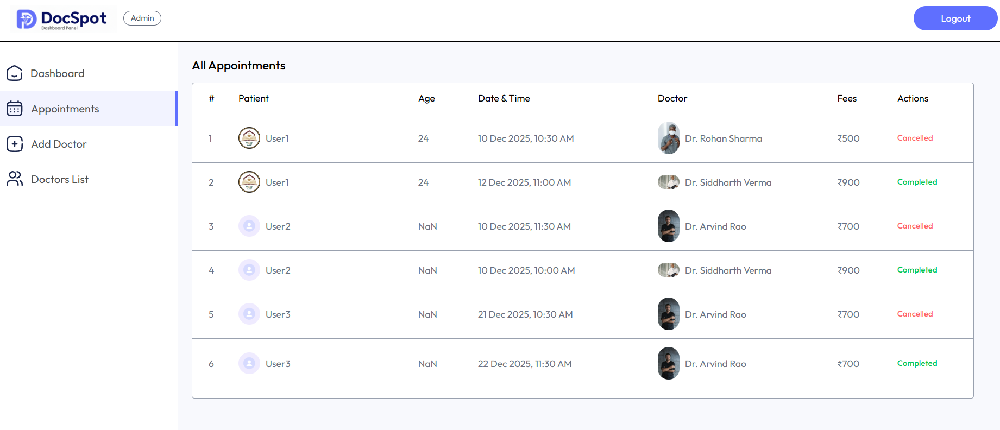 DocSpot
Dashboard Panel
Admin
Logout
Dashboard
Appointments
Add Doctor
Doctors List
All Appointments
# Patient Age Date & Time Doctor Fees Actions
1 User1 24 10 Dec 2025, 10:30 AM Dr. Rohan Sharma ₹500 Cancelled
2 User1 24 12 Dec 2025, 11:00 AM Dr. Siddharth Verma ₹900 Completed
3 User2 NaN 10 Dec 2025, 11:30 AM Dr. Arvind Rao ₹700 Cancelled
4 User2 NaN 10 Dec 2025, 10:00 AM Dr. Siddharth Verma ₹900 Completed
5 User3 NaN 21 Dec 2025, 10:30 AM Dr. Arvind Rao ₹700 Cancelled
6 User3 NaN 22 Dec 2025, 11:30 AM Dr. Arvind Rao ₹700 Completed